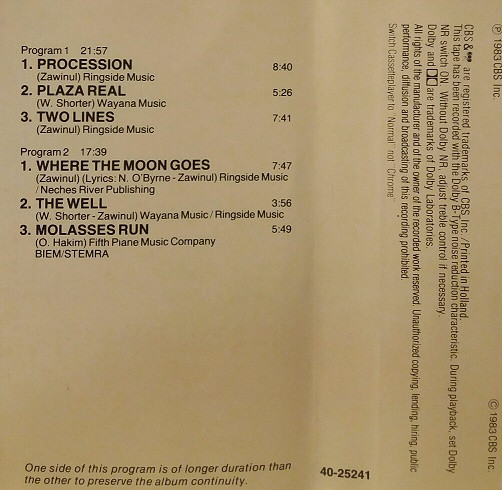 Program 1 21:57
1. PROCESSION 8:40
(Zawinul) Ringside Music
2. PLAZA REAL 5:26
(W. Shorter) Wayana Music
3. TWO LINES 7:41
(Zawinul) Ringside Music
Program 2 17:39
1. WHERE THE MOON GOES 7:47
(Zawinul) (Lyrics: N. O'Byrne - Zawinul) Ringside Music
/ Neches River Publishing
2. THE WELL 3:56
(W. Shorter - Zawinul) Wayana Music / Ringside Music
3. MOLASSES RUN 5:49
(O. Hakim) Fifth Piano Music Company
BIEM/STEMRA
One side of this program is of longer duration than
the other to preserve the album continuity.
40-25241
Ⓟ 1983 CBS Inc.
© 1983 CBS Inc.
CBS & are registered trademarks of CBS Inc. / Printed in Holland.
This tape has been recorded with the Dolby B-Type noise reduction characteristic. During playback, set Dolby
NR switch ON. Without Dolby NR, adjust treble control if necessary.
Dolby and are trademarks of Dolby Laboratories.
All rights of the manufacturer and of the owner of the recorded work reserved. Unauthorized copying, lending, hiring, public
performance, diffusion and broadcasting of this recording prohibited.
Switch Cassetteplayer to "Normal" not "Chrome"